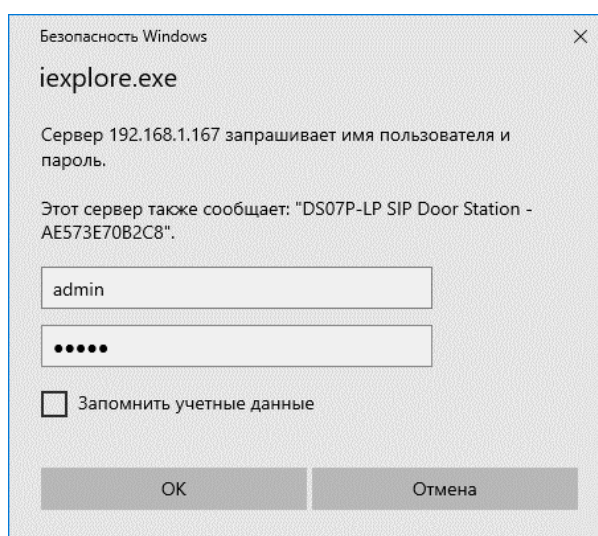 Безопасность Windows
iexplore.exe
Сервер 192.168.1.167 запрашивает имя пользователя и
пароль.
Этот сервер также сообщает: "DS07P-LP SIP Door Station -
AE573E70B2C8".
admin
•••••
Запомнить учетные данные
ОК
Отмена